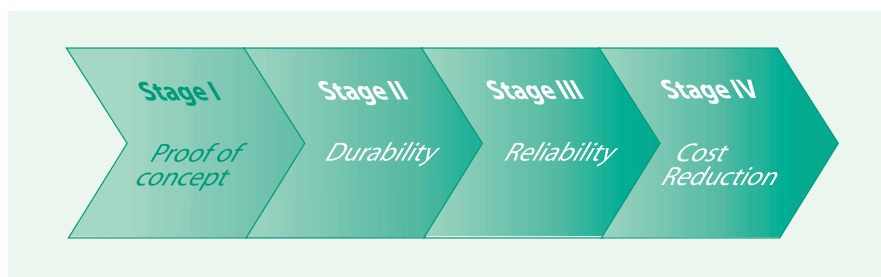 Stage I
Proof of
concept
Stage II
Durability
Stage III
Reliability
Stage IV
Cost
Reduction